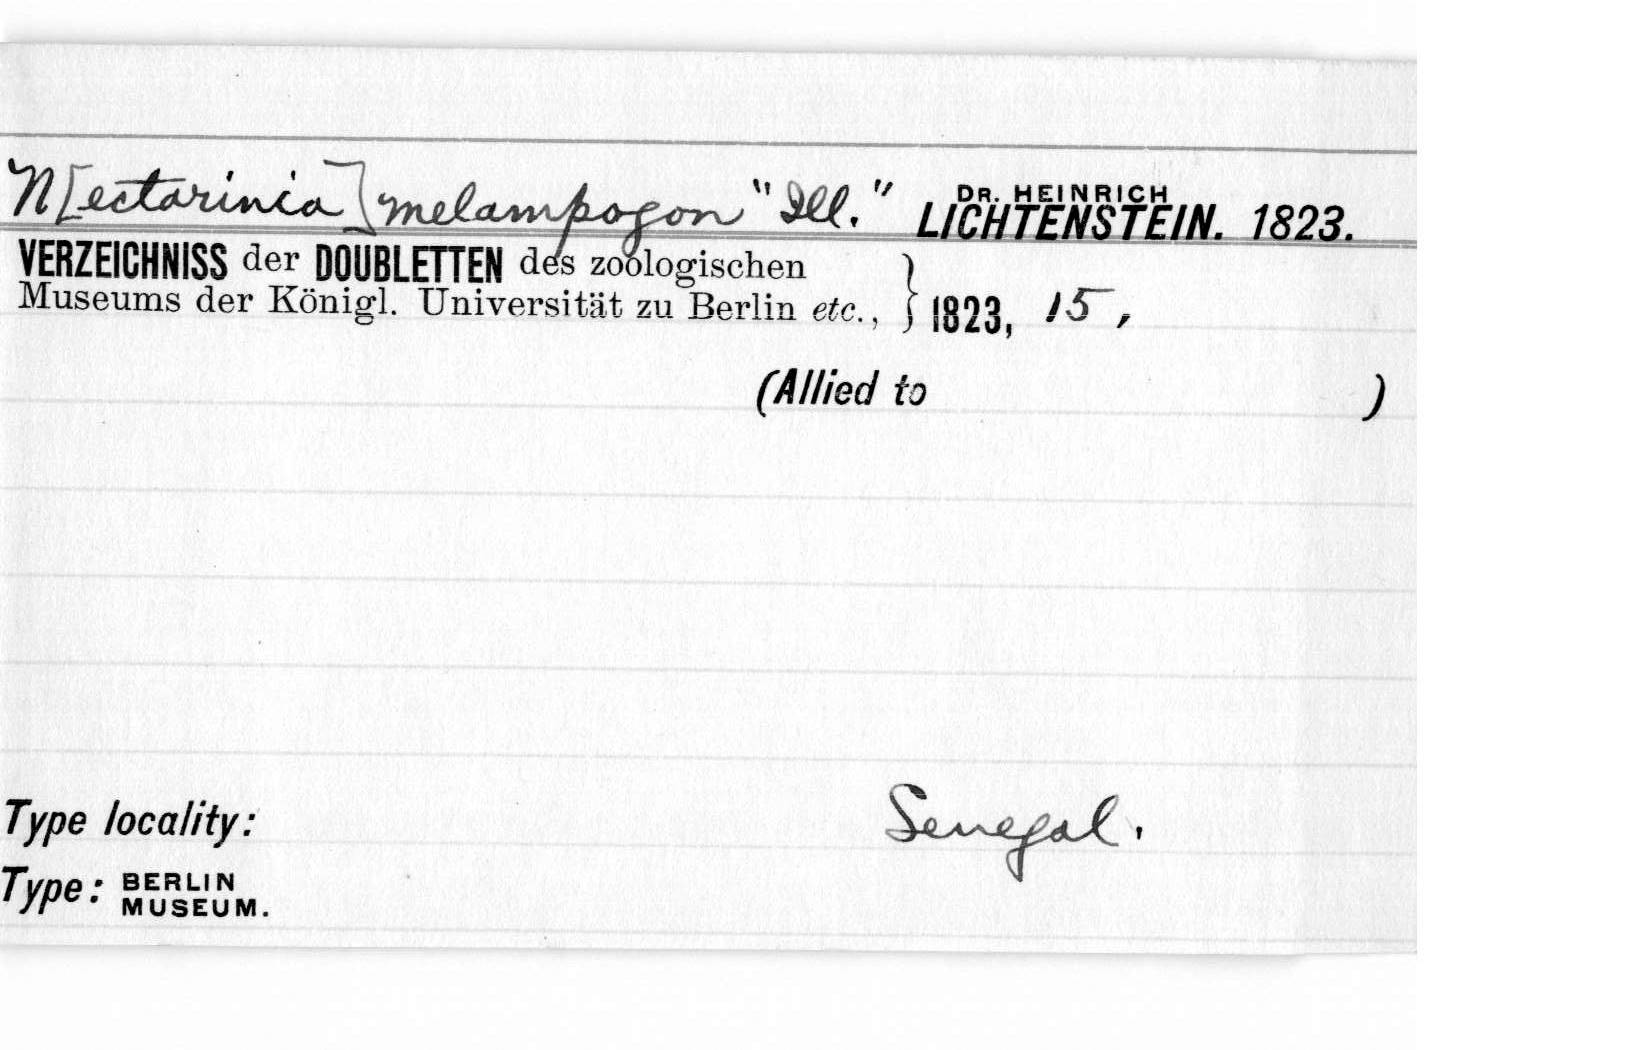 N[ectarinia] melampogon "Ill." DR. HEINRICH LICHTENSTEIN. 1823.
VERZEICHNISS der DOUBLETTEN des zoologischen
Museums der Königl. Universität zu Berlin etc., } 1823, 15,
(Allied to )
Type locality: Senegal.
Type: BERLIN
MUSEUM.